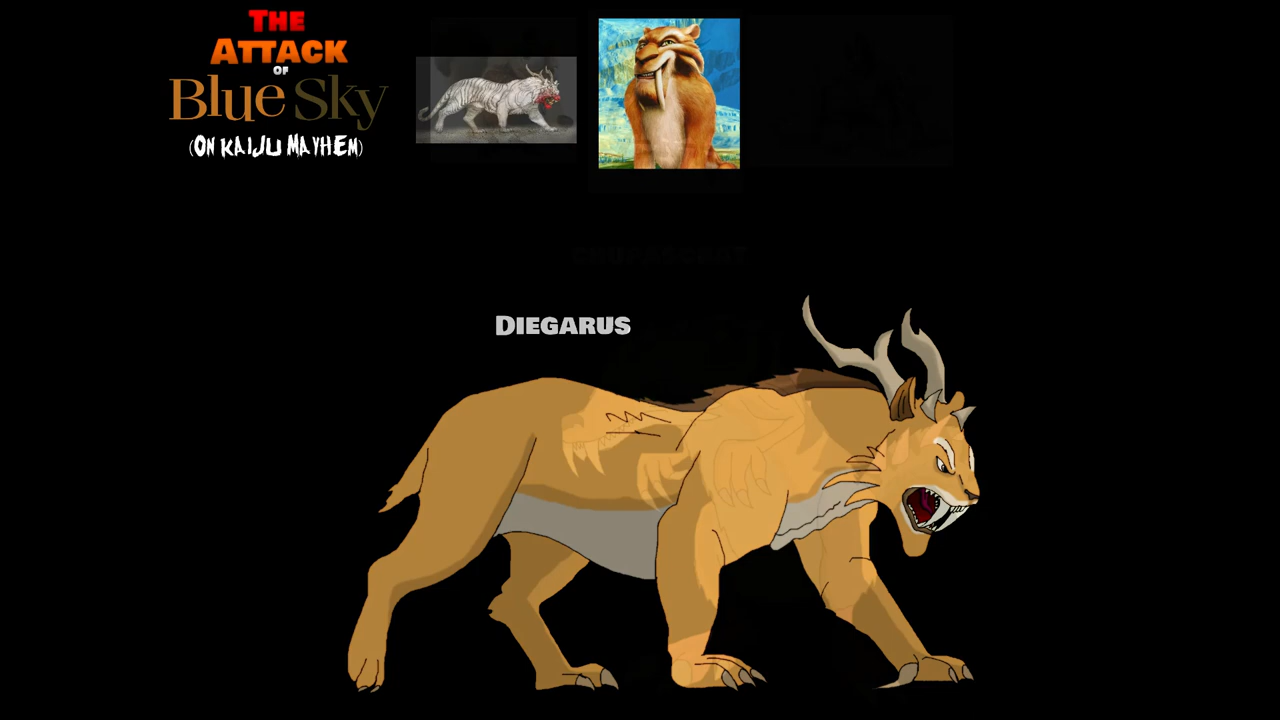 The
Attack
of
Blue Sky
(On Kaiju Mayhem)
Diegarus